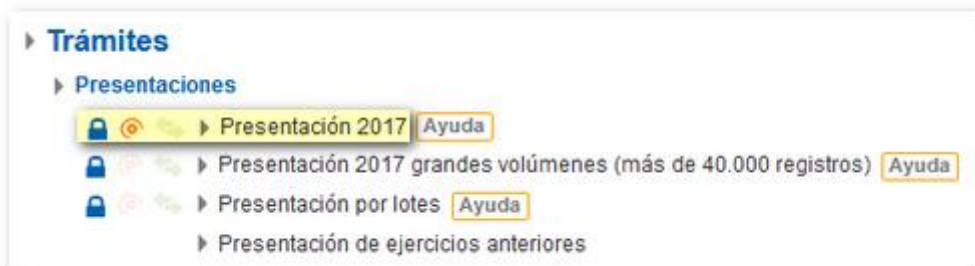 Trámites
Presentaciones
Presentación 2017 Ayuda
Presentación 2017 grandes volúmenes (más de 40.000 registros) Ayuda
Presentación por lotes Ayuda
Presentación de ejercicios anteriores